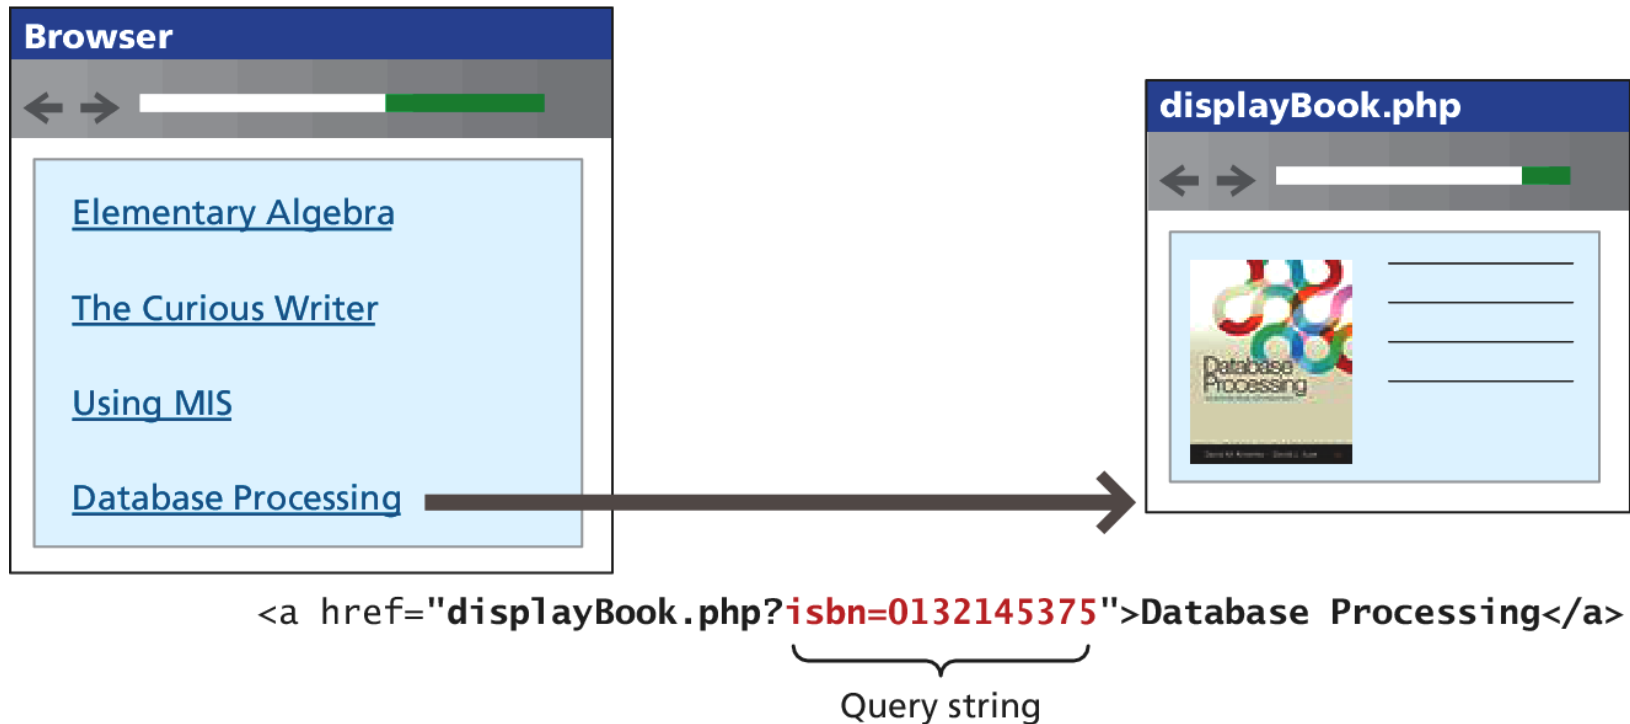 Browser
Elementary Algebra
The Curious Writer
Using MIS
Database Processing
displayBook.php
Database
Processing
<a href="displayBook.php?isbn=0132145375">Database Processing</a>
Query string